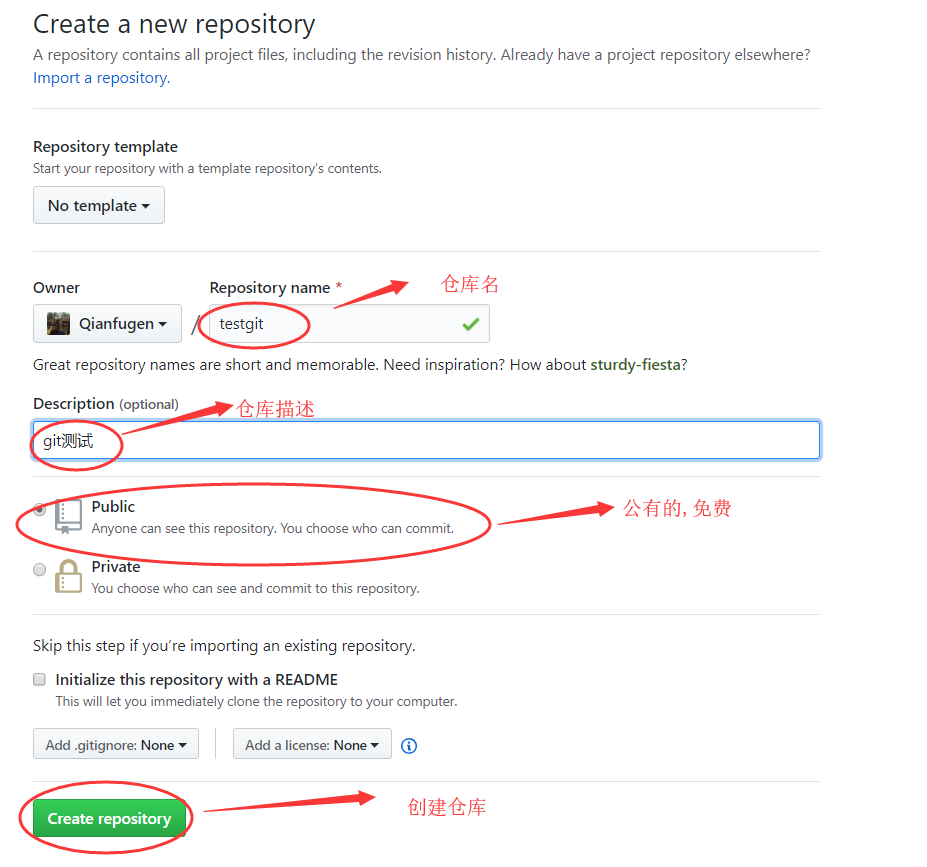 Create a new repository
A repository contains all project files, including the revision history. Already have a project repository elsewhere?
Import a repository.
Repository template
Start your repository with a template repository's contents.
No template
Owner
Repository name *
仓库名
Qianfugen
/
testgit
Great repository names are short and memorable. Need inspiration? How about sturdy-fiesta?
Description (optional)
仓库描述
git测试
Public
Anyone can see this repository. You choose who can commit.
公有的, 免费
Private
You choose who can see and commit to this repository.
Skip this step if you’re importing an existing repository.
Initialize this repository with a README
This will let you immediately clone the repository to your computer.
Add .gitignore: None
Add a license: None
Create repository
创建仓库